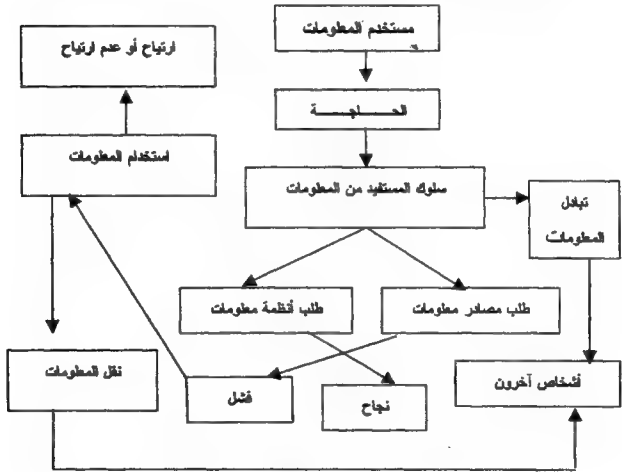 مستخدم المعلومات
ارتياح أو عدم ارتياح
الحـــــاجـــــة
استخدام المعلومات
سلوك المستفيد من المعلومات
تبادل
المعلومات
طلب مصادر معلومات
طلب أنظمة معلومات
نقل المعلومات
أشخاص آخرون
فشل
نجاح